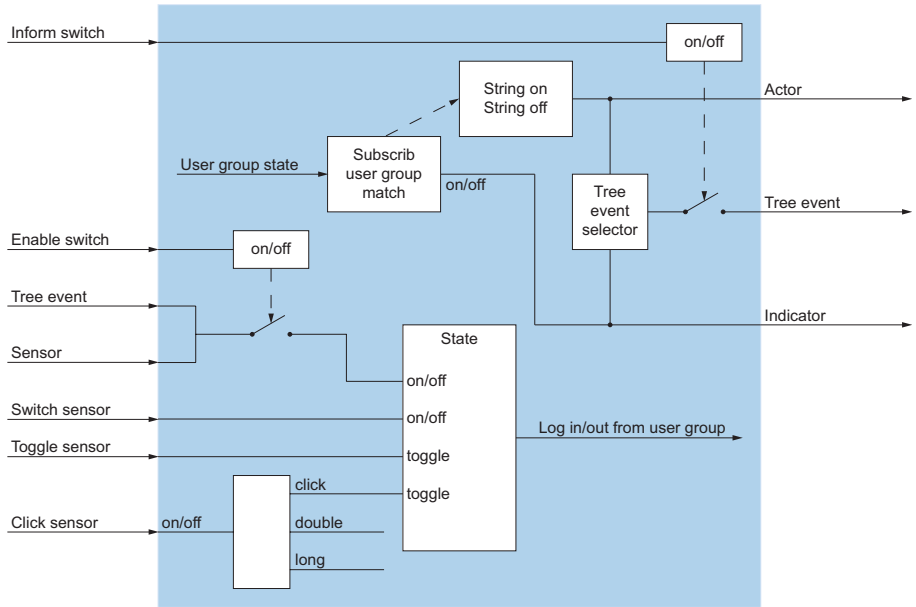 Inform switch
on/off
String on
String off
Actor
User group state
Subscrib
user group
match
on/off
Tree
event
selector
Tree event
Enable switch
on/off
Tree event
Sensor
Indicator
State
on/off
Switch sensor
on/off
Toggle sensor
toggle
Log in/out from user group
click
toggle
Click sensor
on/off
double
long